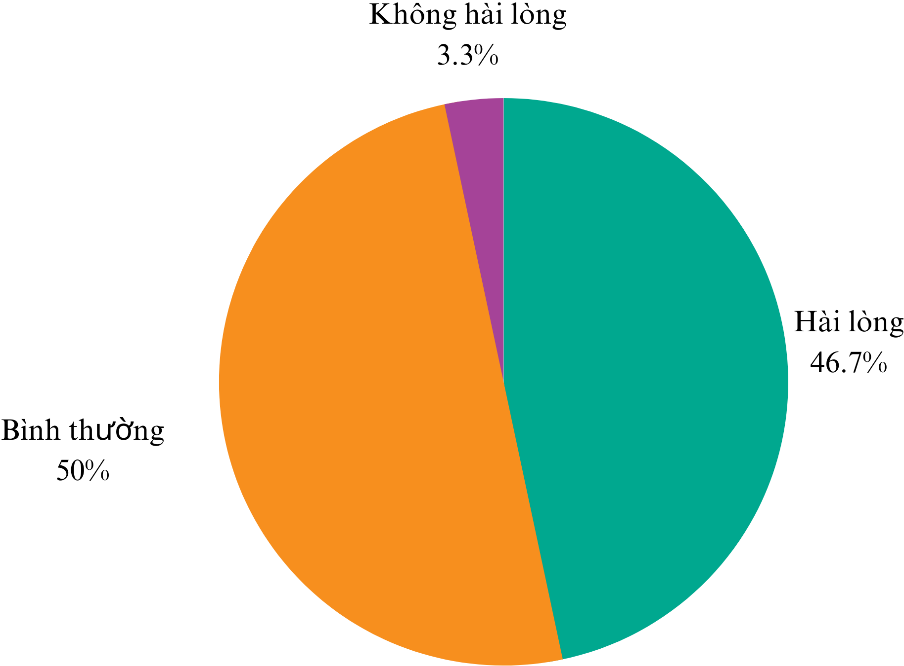 Không hài lòng
3.3%
Hài lòng
46.7%
Bình thường
50%